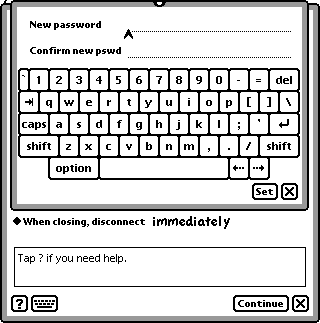 New password
Confirm new pswd
` 1 2 3 4 5 6 7 8 9 0 - = del
⇥ q w e r t y u i o p [ ] \
caps a s d f g h j k l ; ' ↵
shift z x c v b n m , . / shift
option ← →
Set X
◆ When closing, disconnect immediately
Tap ? if you need help.
? Continue X